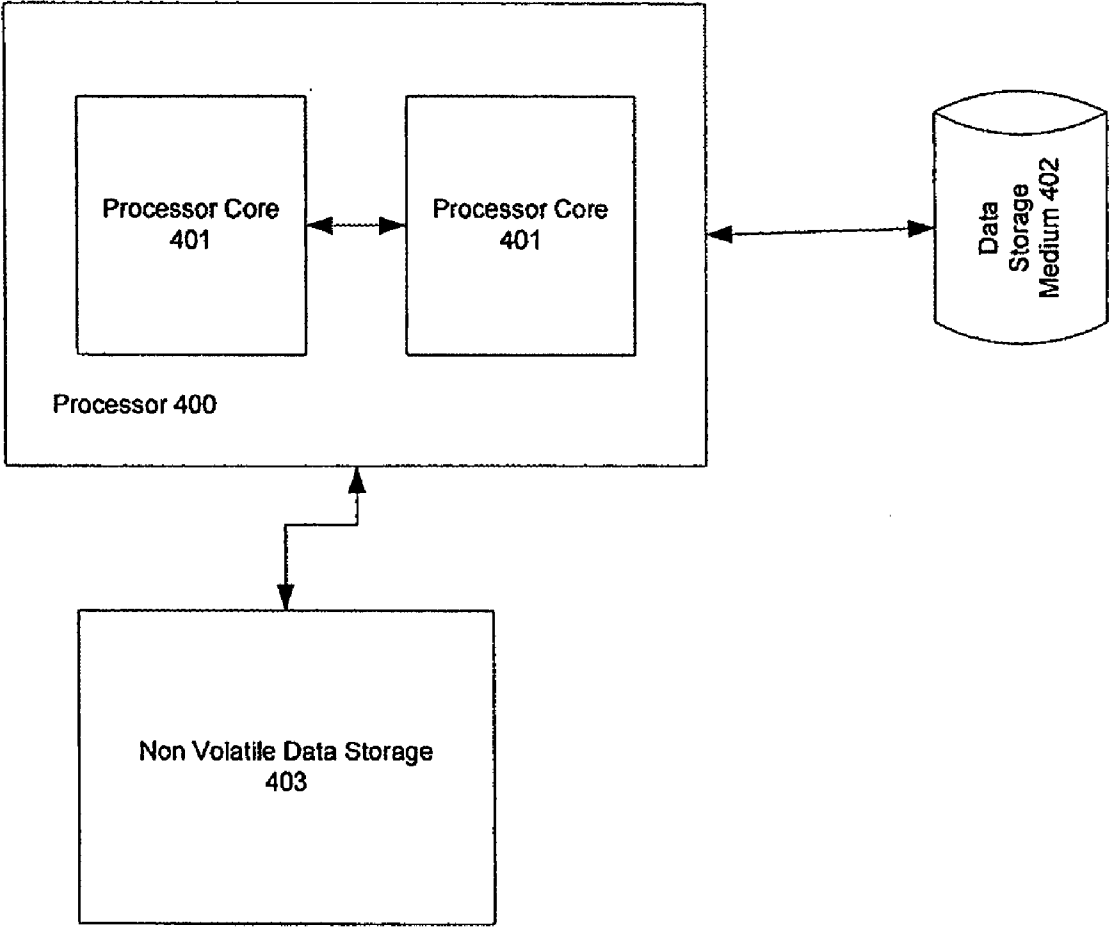 Processor Core
401
Processor Core
401
Data
Storage
Medium 402
Processor 400
Non Volatile Data Storage
403